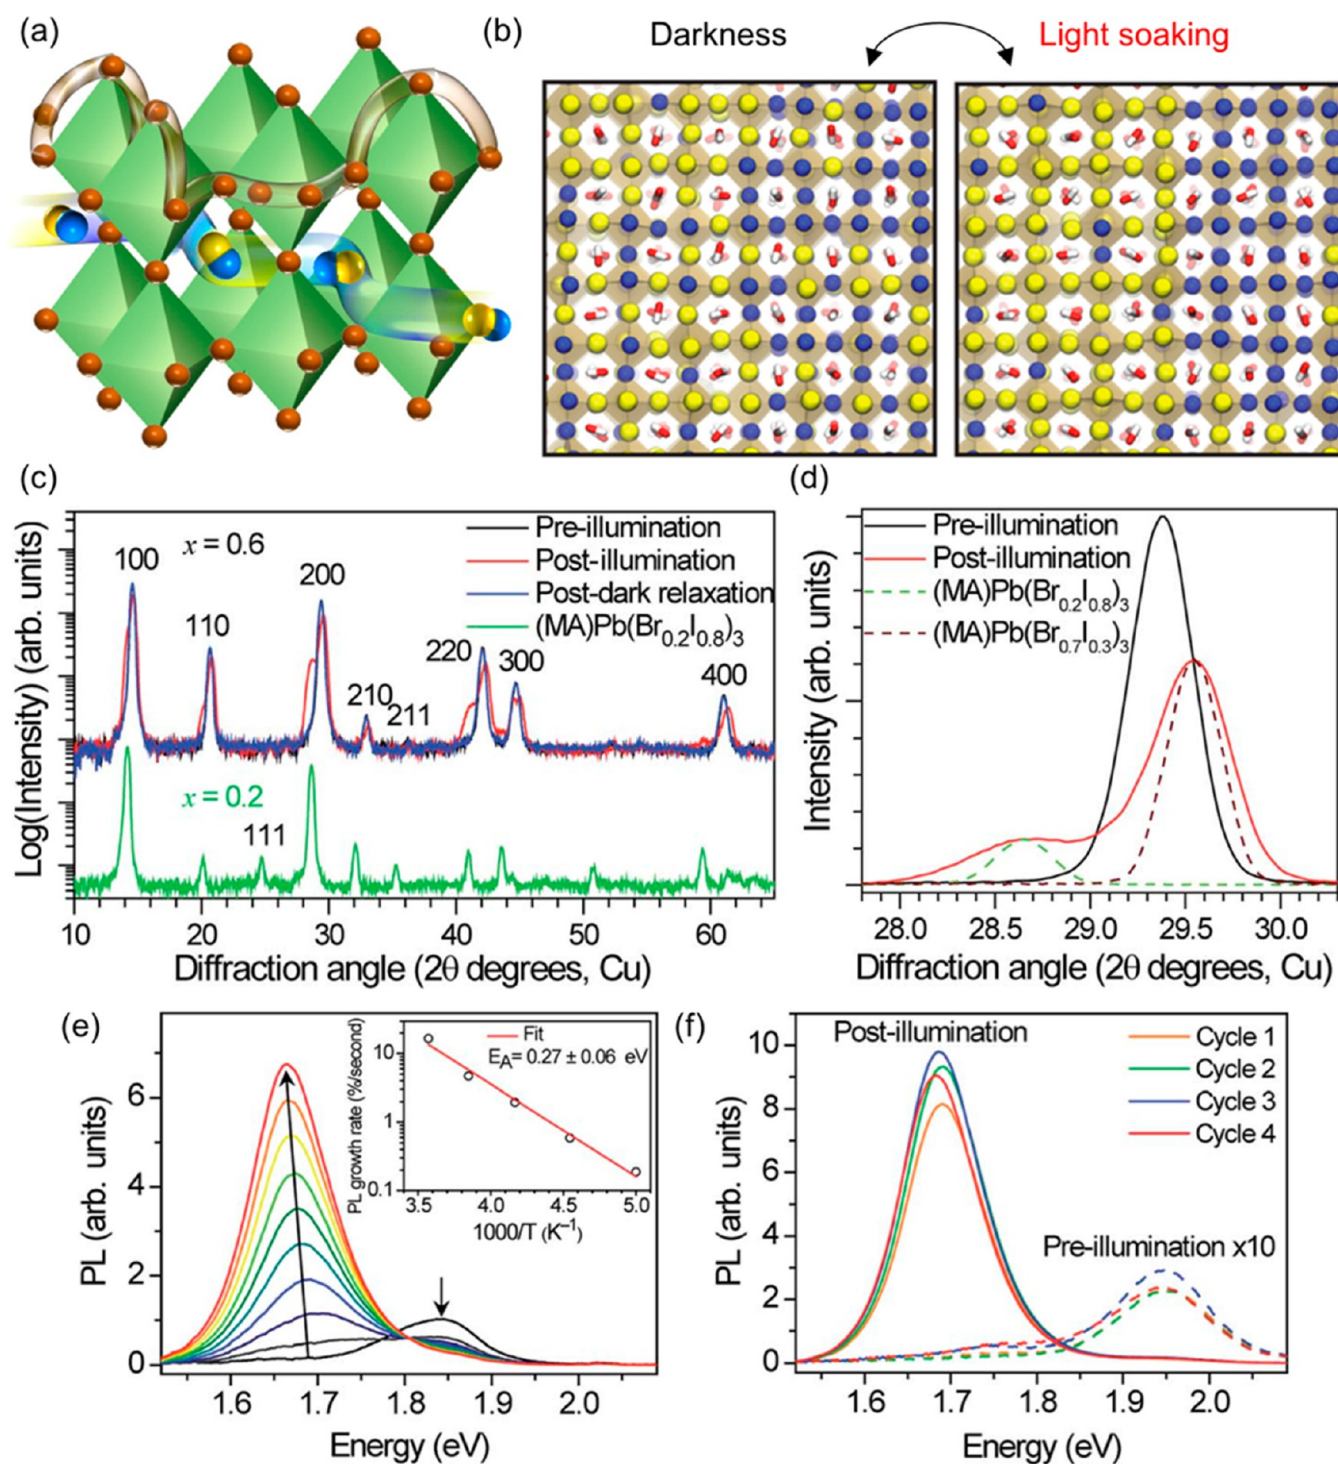 (a)
(b)
Darkness
Light soaking
(c)
100
x = 0.6
110
200
210
211
220
300
400
Pre-illumination
Post-illumination
Post-dark relaxation
(MA)Pb(Br0.2I0.8)3
x = 0.2
111
Log(Intensity) (arb. units)
10 20 30 40 50 60
Diffraction angle (2θ degrees, Cu)
(d)
Pre-illumination
Post-illumination
(MA)Pb(Br0.2I0.8)3
(MA)Pb(Br0.7I0.3)3
Intensity (arb. units)
28.0 28.5 29.0 29.5 30.0
Diffraction angle (2θ degrees, Cu)
(e)
PL (arb. units)
6
4
2
0
1.6 1.7 1.8 1.9 2.0
Energy (eV)
PL growth rate (%/second)
10
1
0.1
Fit
EA= 0.27 ± 0.06 eV
3.5 4.0 4.5 5.0
1000/T (K−1)
(f)
PL (arb. units)
10
8
6
4
2
0
Post-illumination
Cycle 1
Cycle 2
Cycle 3
Cycle 4
Pre-illumination x10
1.6 1.7 1.8 1.9 2.0
Energy (eV)